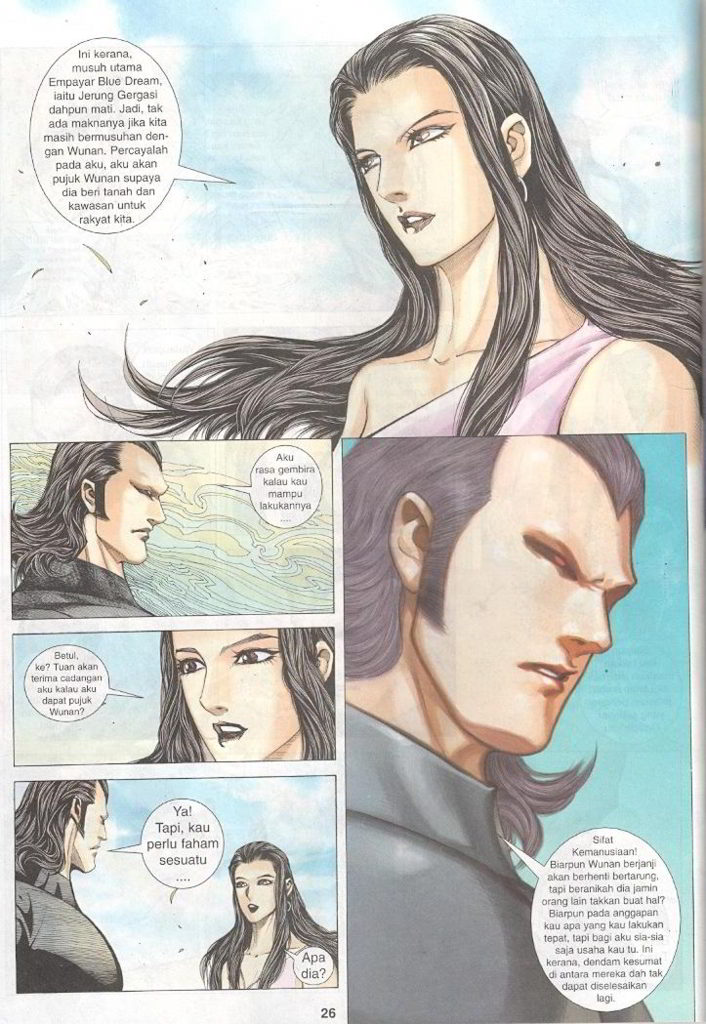 Ini kerana,
musuh utama
Empayar Blue Dream,
iaitu Jerung Gergasi
dahpun mati. Jadi, tak
ada maknanya jika kita
masih bermusuhan de-
ngan Wunan. Percayalah
pada aku, aku akan
pujuk Wunan supaya
dia beri tanah dan
kawasan untuk
rakyat kita.
Aku
rasa gembira
kalau kau
mampu
lakukannya
....
Betul,
ke? Tuan akan
terima cadangan
aku kalau aku
dapat pujuk
Wunan?
Ya!
Tapi, kau
perlu faham
sesuatu
....
Apa
dia?
Sifat
Kemanusiaan!
Biarpun Wunan berjanji
akan berhenti bertarung,
tapi beranikah dia jamin
orang lain takkan buat hal?
Biarpun pada anggapan
kau apa yang kau lakukan
tepat, tapi bagi aku sia-sia
saja usaha kau tu. Ini
kerana, dendam kesumat
di antara mereka dah tak
dapat diselesaikan
lagi.
26